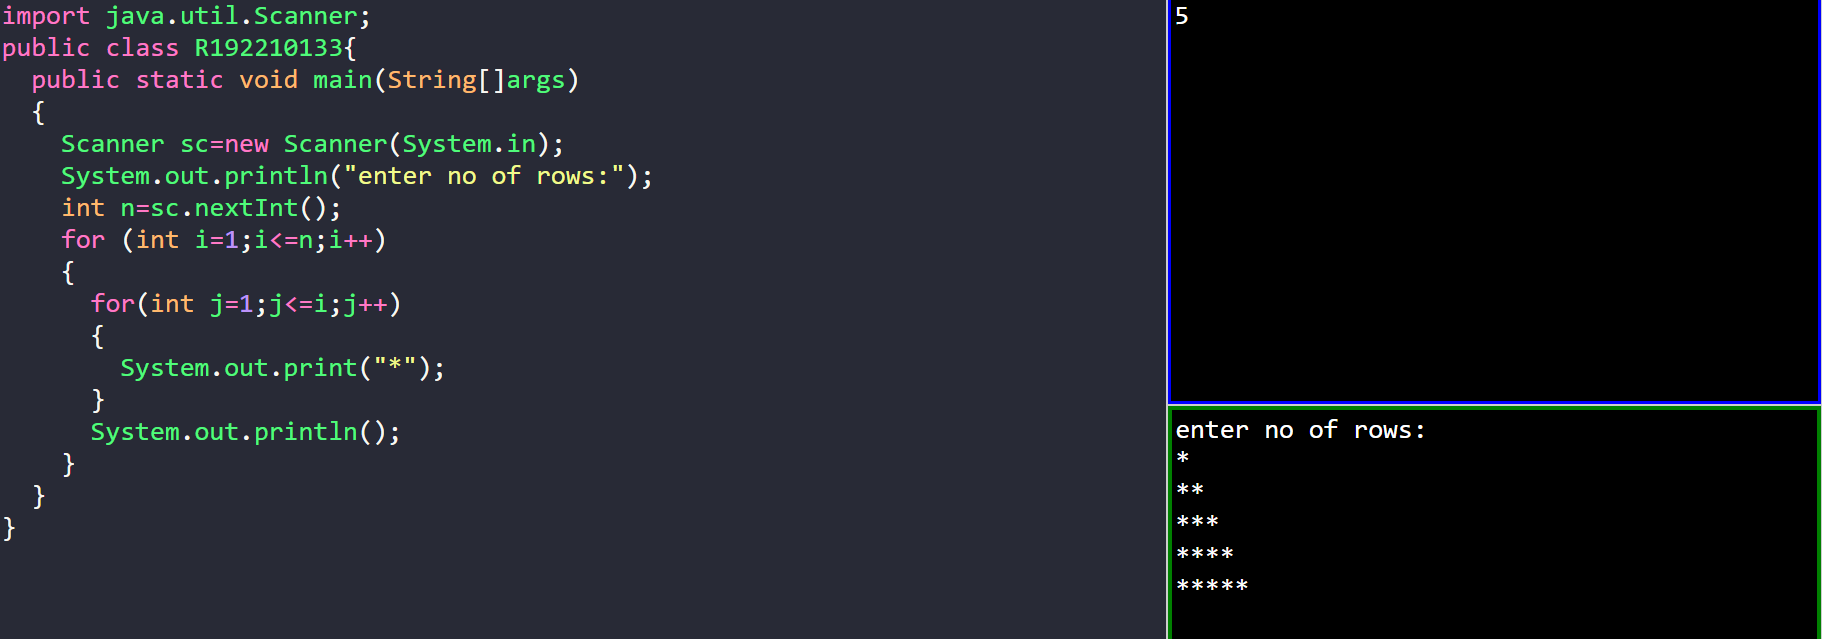 import java.util.Scanner;
public class R192210133{
  public static void main(String[]args)
  {
    Scanner sc=new Scanner(System.in);
    System.out.println("enter no of rows:");
    int n=sc.nextInt();
    for (int i=1;i<=n;i++)
    {
      for(int j=1;j<=i;j++)
      {
        System.out.print("*");
      }
      System.out.println();
    }
  }
}
5
enter no of rows:
*
**
***
****
*****